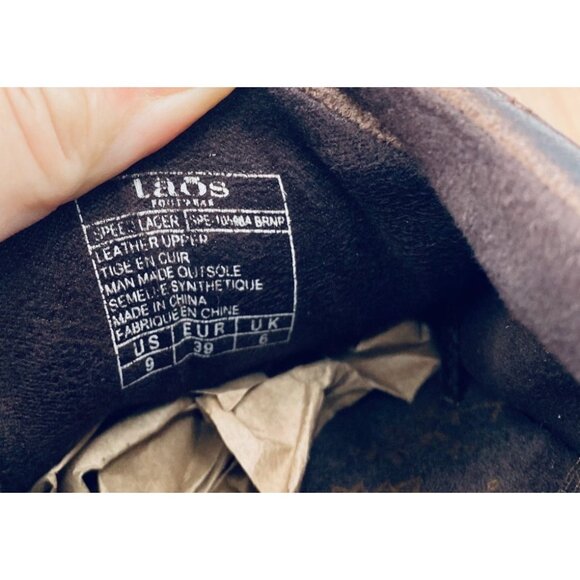 taos
FOOTWEAR
LACER BRNP
LEATHER UPPER
TIGE EN CUIR
MAN MADE OUTSOLE
SEMELLE SYNTHETIQUE
MADE IN CHINA
FABRIQUE EN CHINE
US EUR UK
9 39 6